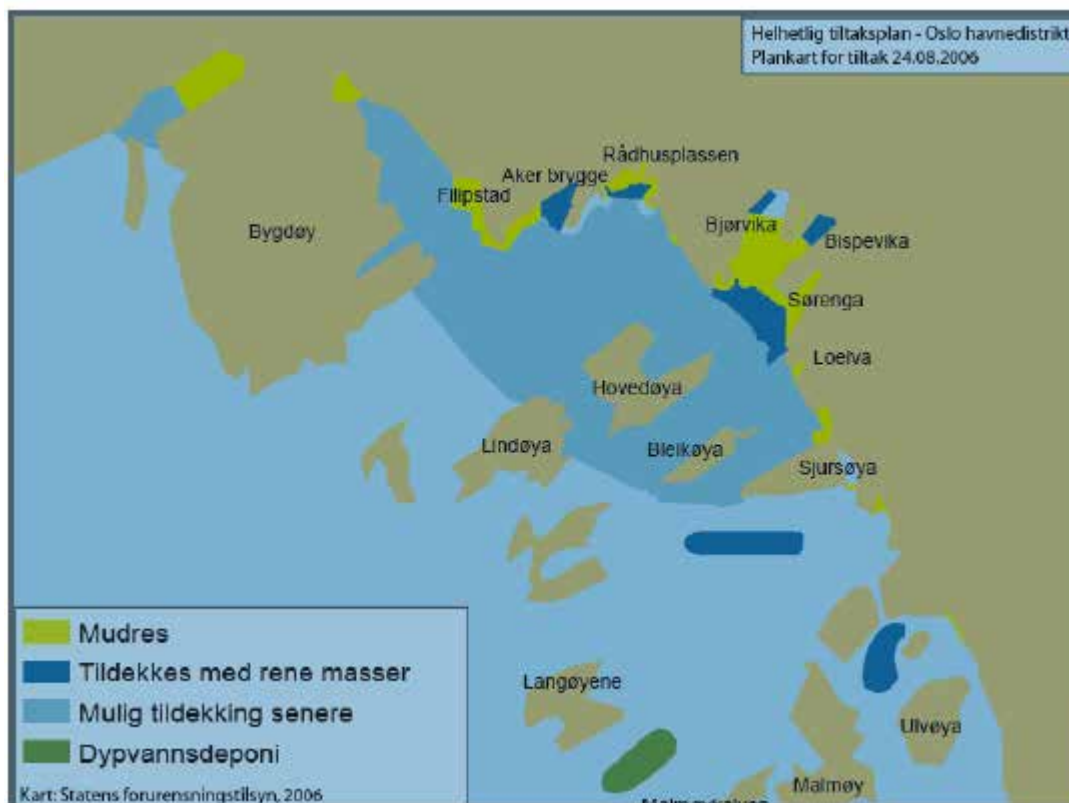 Helhetlig tiltaksplan - Oslo havnedistrikt
Plankart for tiltak 24.08.2006
Rådhusplassen
Aker brygge
Filipstad
Bygdøy
Bjørvika
Bispevika
Sørenga
Loelva
Hovedøya
Lindøya
Bleikøya
Sjursøya
Langøyene
Ulvøya
Malmøy
Mudres
Tildekkes med rene masser
Mulig tildekking senere
Dypvannsdeponi
Kart: Statens forurensningstilsyn, 2006